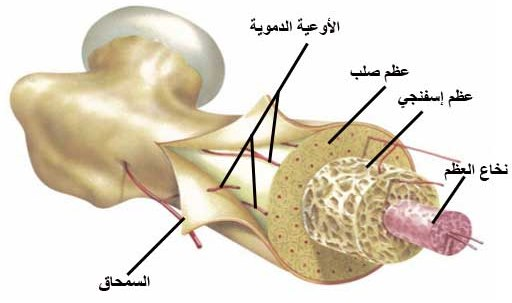 الأوعية الدموية
عظم صلب
عظم إسفنجي
نخاع العظم
السمحاق